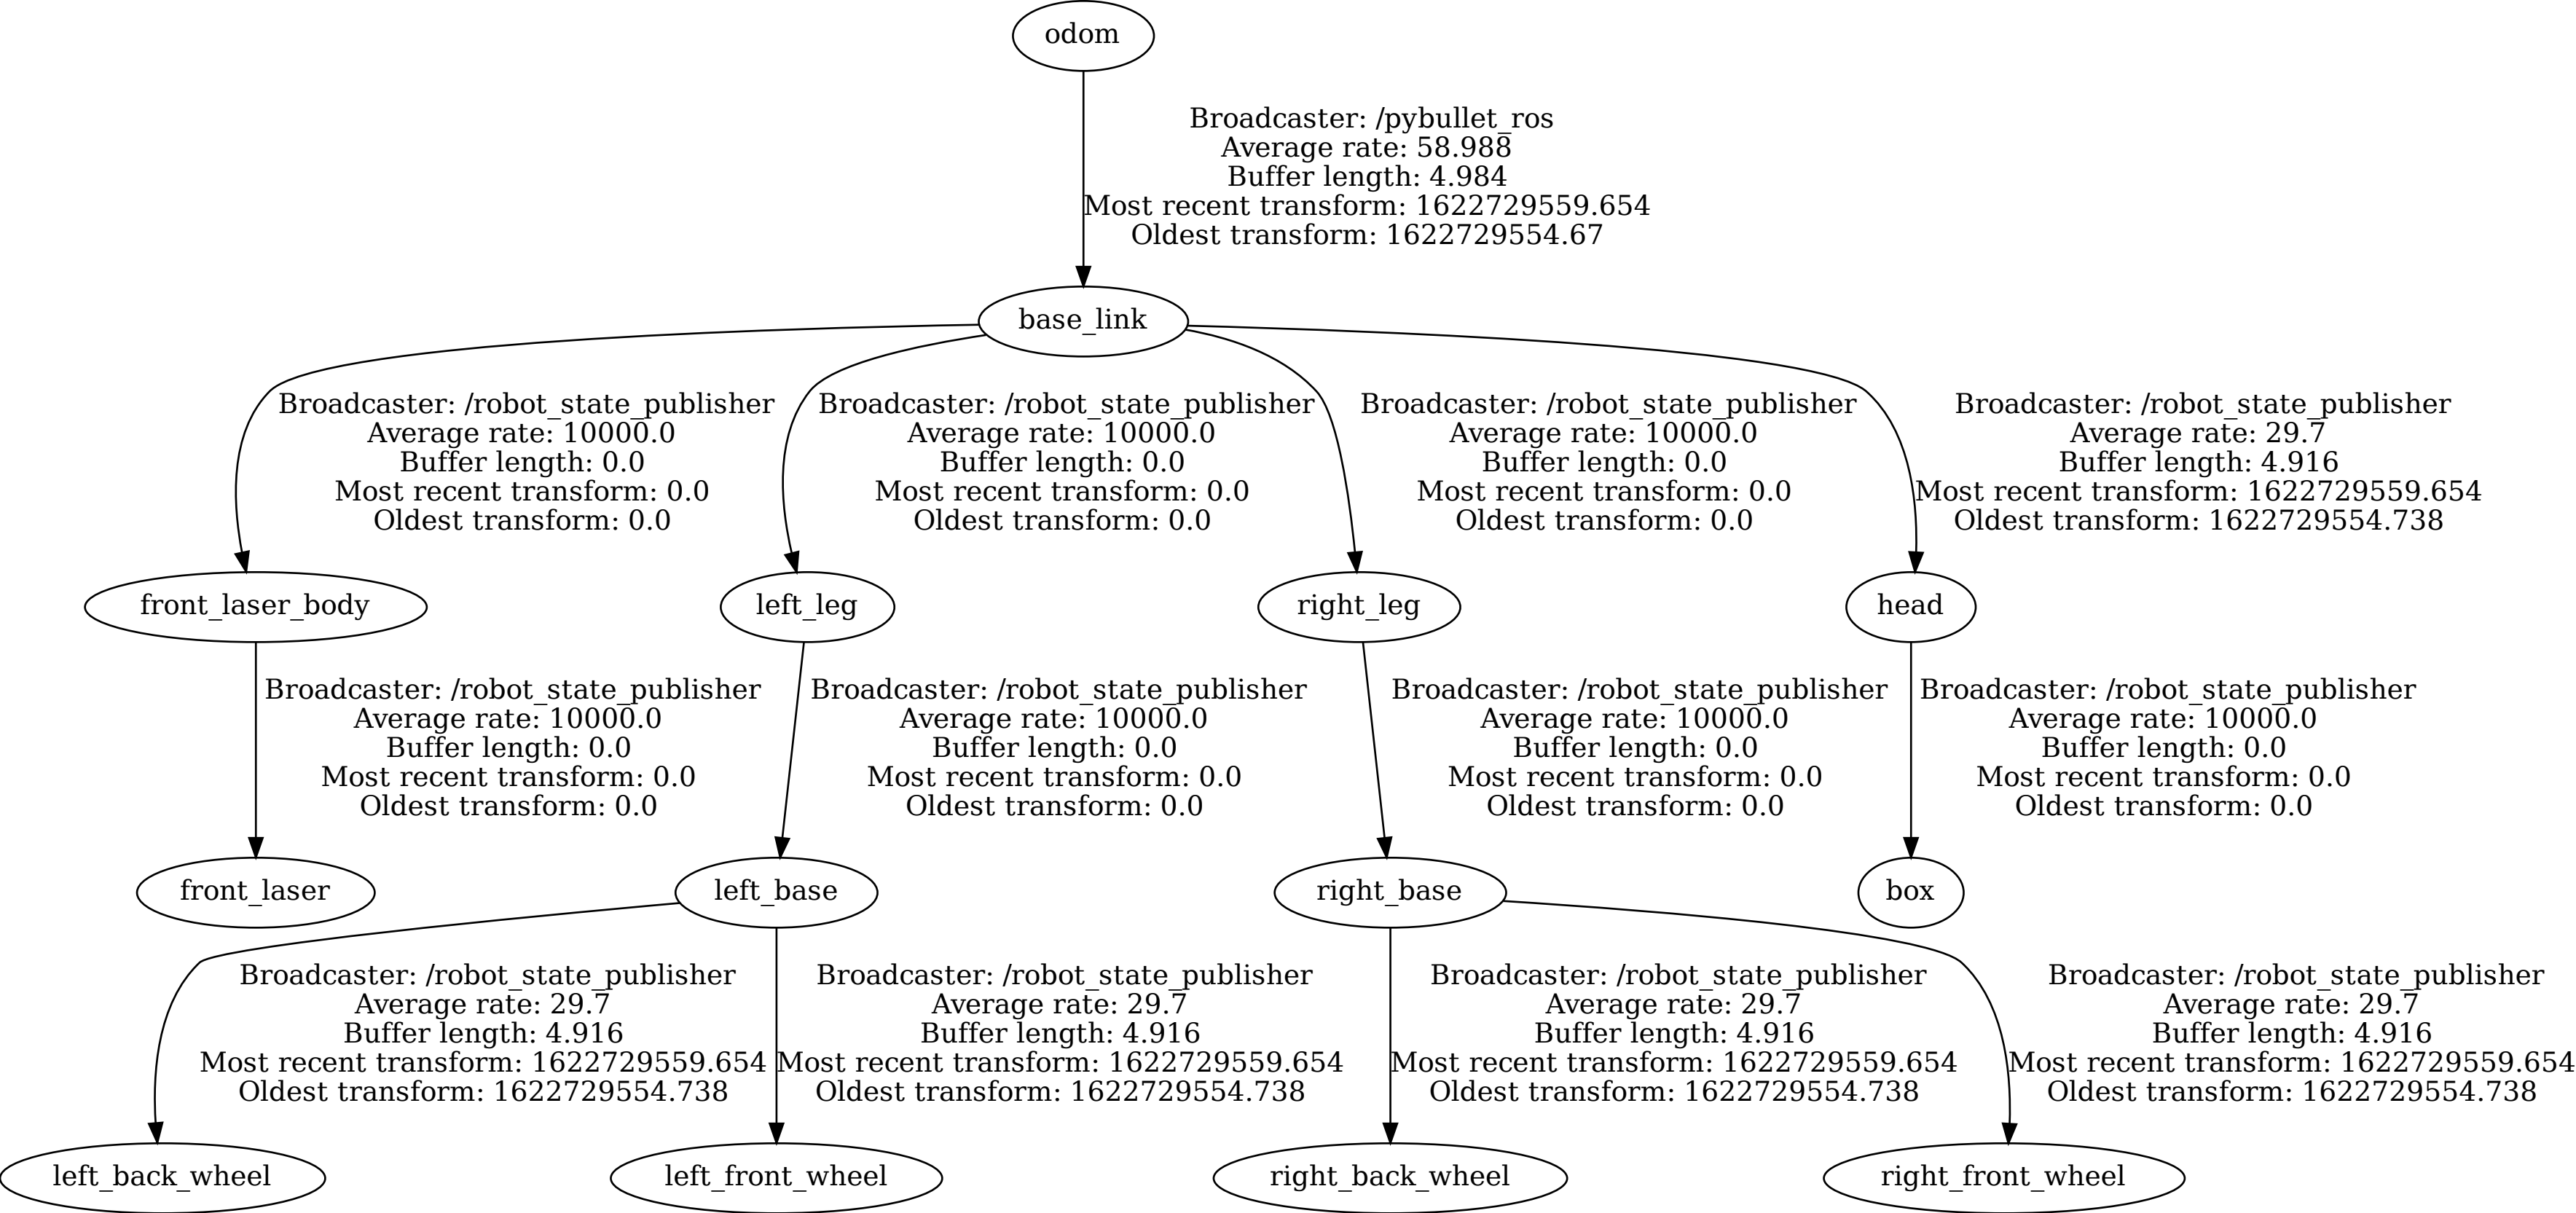 odom
Broadcaster: /pybullet_ros
Average rate: 58.988
Buffer length: 4.984
Most recent transform: 1622729559.654
Oldest transform: 1622729554.67
base_link
Broadcaster: /robot_state_publisher
Average rate: 10000.0
Buffer length: 0.0
Most recent transform: 0.0
Oldest transform: 0.0
Broadcaster: /robot_state_publisher
Average rate: 10000.0
Buffer length: 0.0
Most recent transform: 0.0
Oldest transform: 0.0
Broadcaster: /robot_state_publisher
Average rate: 10000.0
Buffer length: 0.0
Most recent transform: 0.0
Oldest transform: 0.0
Broadcaster: /robot_state_publisher
Average rate: 29.7
Buffer length: 4.916
Most recent transform: 1622729559.654
Oldest transform: 1622729554.738
front_laser_body
left_leg
right_leg
head
Broadcaster: /robot_state_publisher
Average rate: 10000.0
Buffer length: 0.0
Most recent transform: 0.0
Oldest transform: 0.0
Broadcaster: /robot_state_publisher
Average rate: 10000.0
Buffer length: 0.0
Most recent transform: 0.0
Oldest transform: 0.0
Broadcaster: /robot_state_publisher
Average rate: 10000.0
Buffer length: 0.0
Most recent transform: 0.0
Oldest transform: 0.0
Broadcaster: /robot_state_publisher
Average rate: 10000.0
Buffer length: 0.0
Most recent transform: 0.0
Oldest transform: 0.0
front_laser
left_base
right_base
box
Broadcaster: /robot_state_publisher
Average rate: 29.7
Buffer length: 4.916
Most recent transform: 1622729559.654
Oldest transform: 1622729554.738
Broadcaster: /robot_state_publisher
Average rate: 29.7
Buffer length: 4.916
Most recent transform: 1622729559.654
Oldest transform: 1622729554.738
Broadcaster: /robot_state_publisher
Average rate: 29.7
Buffer length: 4.916
Most recent transform: 1622729559.654
Oldest transform: 1622729554.738
Broadcaster: /robot_state_publisher
Average rate: 29.7
Buffer length: 4.916
Most recent transform: 1622729559.654
Oldest transform: 1622729554.738
left_back_wheel
left_front_wheel
right_back_wheel
right_front_wheel